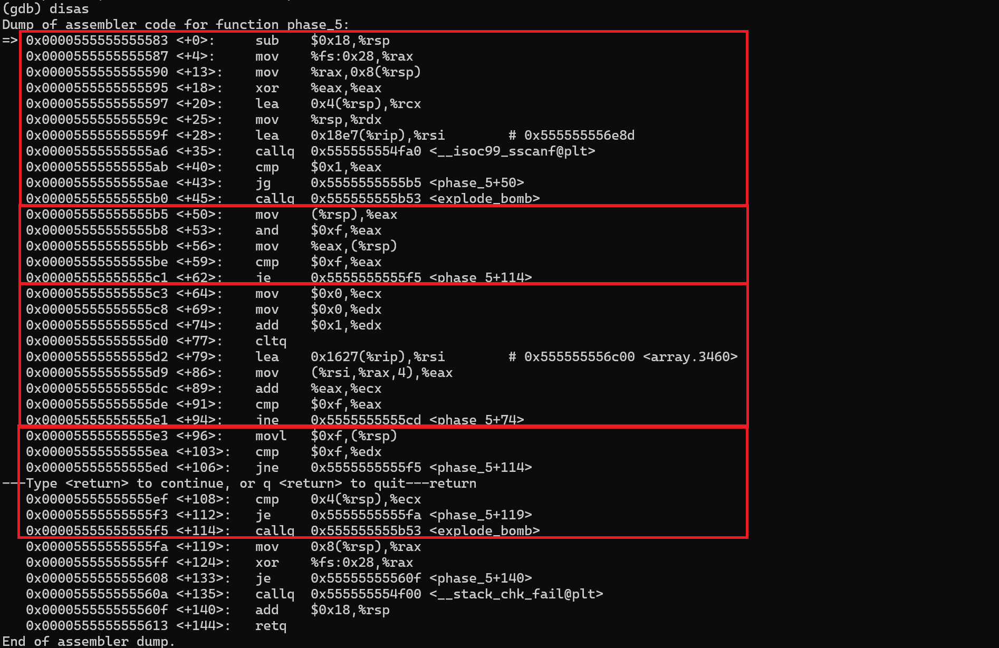 (gdb) disas
Dump of assembler code for function phase_5:
=> 0x0000555555555583 <+0>: sub $0x18,%rsp
0x0000555555555587 <+4>: mov %fs:0x28,%rax
0x0000555555555590 <+13>: mov %rax,0x8(%rsp)
0x0000555555555595 <+18>: xor %eax,%eax
0x0000555555555597 <+20>: lea 0x4(%rsp),%rcx
0x000055555555559c <+25>: mov %rsp,%rdx
0x000055555555559f <+28>: lea 0x18e7(%rip),%rsi # 0x555555556e8d
0x00005555555555a6 <+35>: callq 0x555555554fa0 <__isoc99_sscanf@plt>
0x00005555555555ab <+40>: cmp $0x1,%eax
0x00005555555555ae <+43>: jg 0x5555555555b5 <phase_5+50>
0x00005555555555b0 <+45>: callq 0x555555555b53 <explode_bomb>
0x00005555555555b5 <+50>: mov (%rsp),%eax
0x00005555555555b8 <+53>: and $0xf,%eax
0x00005555555555bb <+56>: mov %eax,(%rsp)
0x00005555555555be <+59>: cmp $0xf,%eax
0x00005555555555c1 <+62>: je 0x5555555555f5 <phase_5+114>
0x00005555555555c3 <+64>: mov $0x0,%ecx
0x00005555555555c8 <+69>: mov $0x0,%edx
0x00005555555555cd <+74>: add $0x1,%edx
0x00005555555555d0 <+77>: cltq
0x00005555555555d2 <+79>: lea 0x1627(%rip),%rsi # 0x555555556c00 <array.3460>
0x00005555555555d9 <+86>: mov (%rsi,%rax,4),%eax
0x00005555555555dc <+89>: add %eax,%ecx
0x00005555555555de <+91>: cmp $0xf,%eax
0x00005555555555e1 <+94>: jne 0x5555555555cd <phase_5+74>
0x00005555555555e3 <+96>: movl $0xf,(%rsp)
0x00005555555555ea <+103>: cmp $0xf,%edx
0x00005555555555ed <+106>: jne 0x5555555555f5 <phase_5+114>
---Type <return> to continue, or q <return> to quit---return
0x00005555555555ef <+108>: cmp 0x4(%rsp),%ecx
0x00005555555555f3 <+112>: je 0x5555555555fa <phase_5+119>
0x00005555555555f5 <+114>: callq 0x555555555b53 <explode_bomb>
0x00005555555555fa <+119>: mov 0x8(%rsp),%rax
0x00005555555555ff <+124>: xor %fs:0x28,%rax
0x0000555555555608 <+133>: je 0x55555555560f <phase_5+140>
0x000055555555560a <+135>: callq 0x555555554f00 <__stack_chk_fail@plt>
0x000055555555560f <+140>: add $0x18,%rsp
0x0000555555555613 <+144>: retq
End of assembler dump.